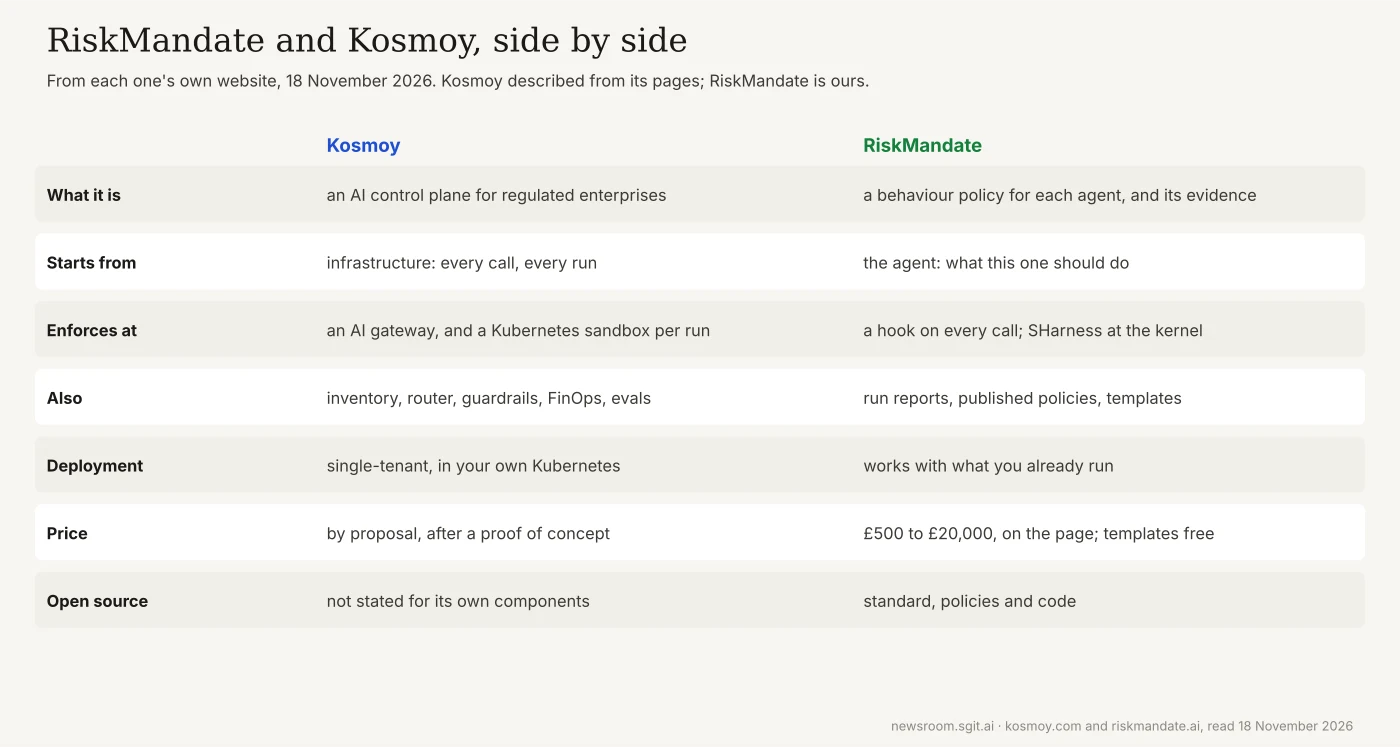 RiskMandate and Kosmoy, side by side
From each one's own website, 18 November 2026. Kosmoy described from its pages; RiskMandate is ours.
Kosmoy RiskMandate
What it is an AI control plane for regulated enterprises a behaviour policy for each agent, and its evidence
Starts from infrastructure: every call, every run the agent: what this one should do
Enforces at an AI gateway, and a Kubernetes sandbox per run a hook on every call; SHarness at the kernel
Also inventory, router, guardrails, FinOps, evals run reports, published policies, templates
Deployment single-tenant, in your own Kubernetes works with what you already run
Price by proposal, after a proof of concept £500 to £20,000, on the page; templates free
Open source not stated for its own components standard, policies and code
newsroom.sgit.ai · kosmoy.com and riskmandate.ai, read 18 November 2026